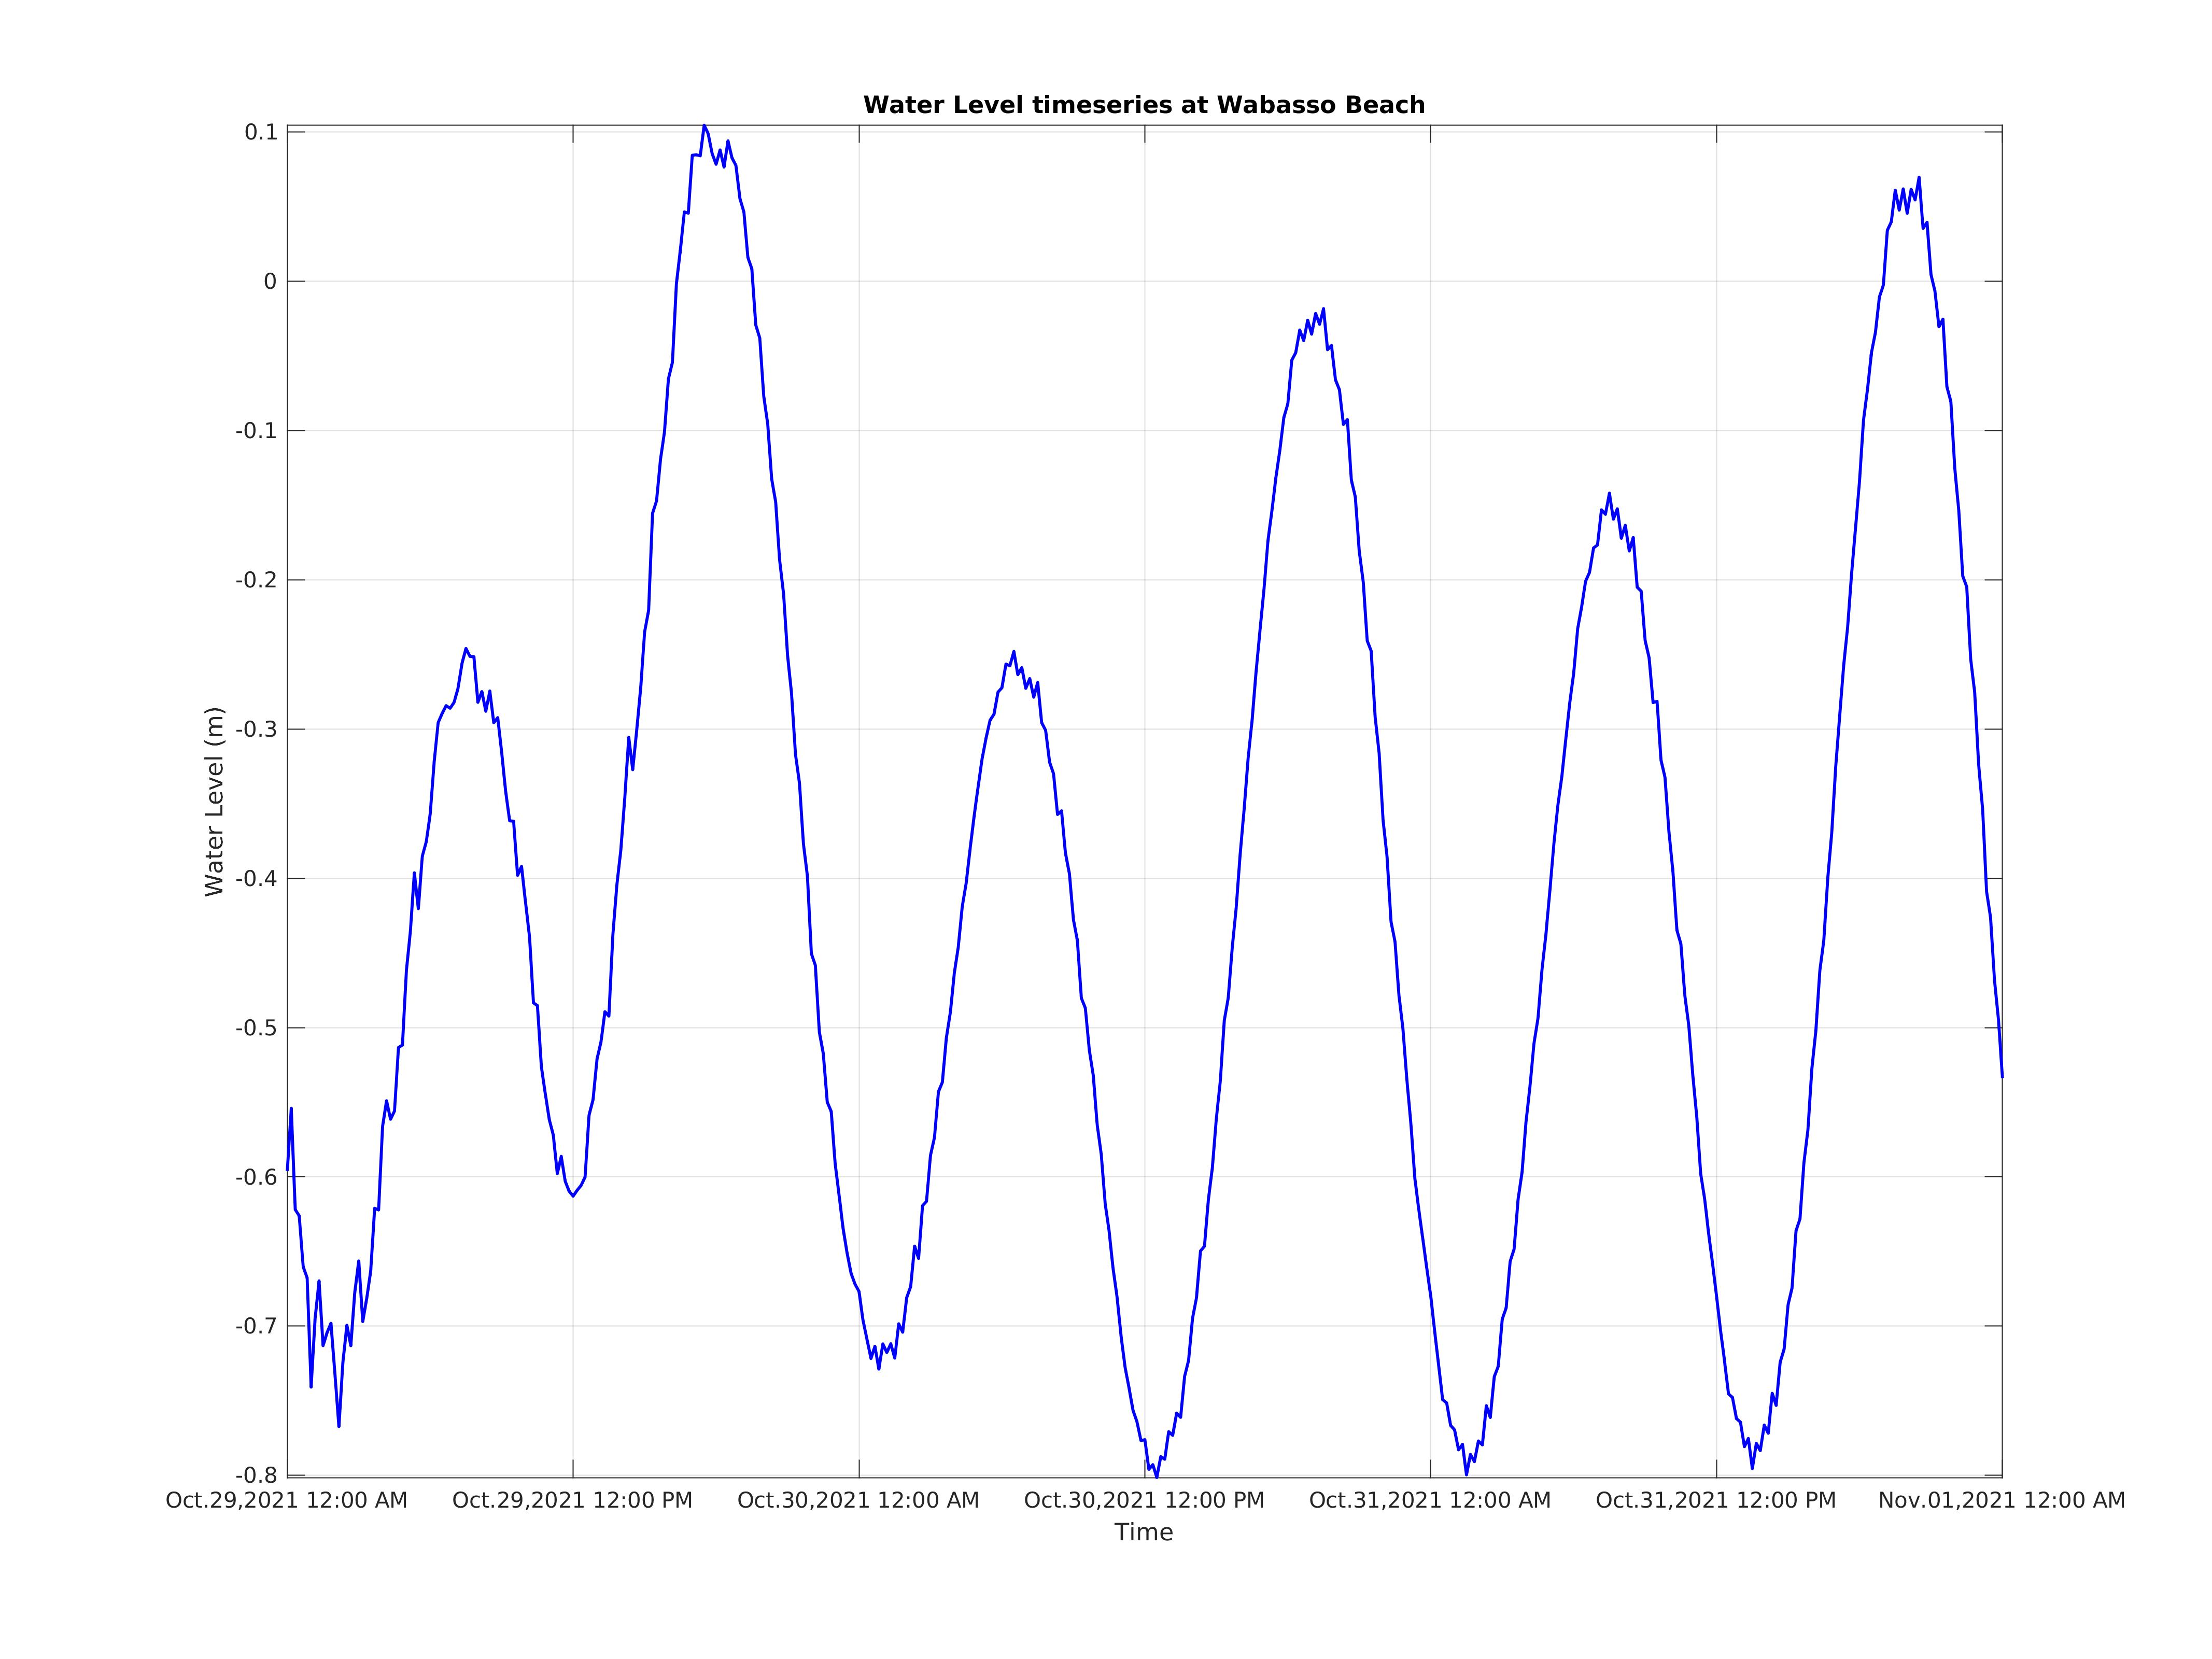 Water Level timeseries at Wabasso Beach
0.1
0
-0.1
-0.2
-0.3
-0.4
-0.5
-0.6
-0.7
-0.8
Water Level (m)
Oct.29,2021 12:00 AM
Oct.29,2021 12:00 PM
Oct.30,2021 12:00 AM
Oct.30,2021 12:00 PM
Oct.31,2021 12:00 AM
Oct.31,2021 12:00 PM
Nov.01,2021 12:00 AM
Time